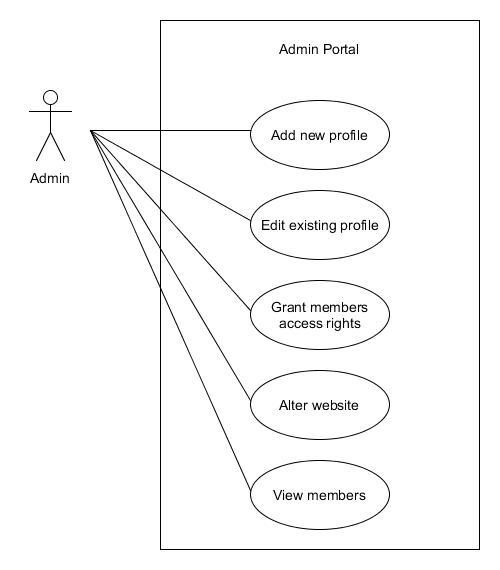 Admin Portal
Admin
Add new profile
Edit existing profile
Grant members
access rights
Alter website
View members